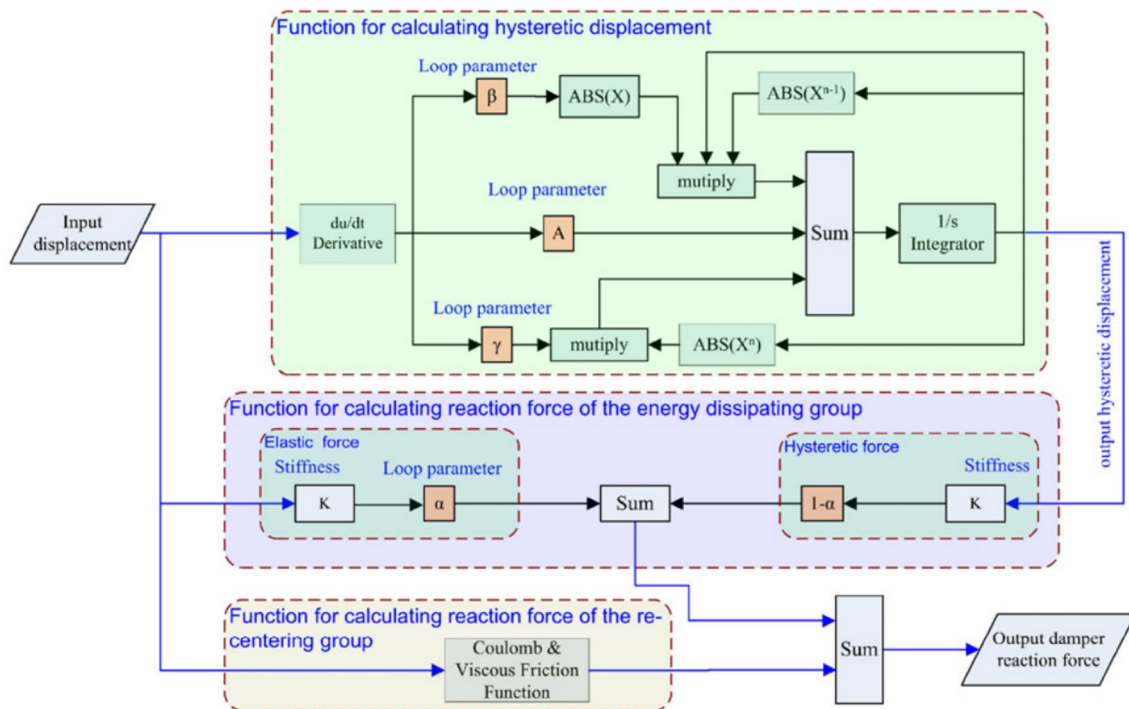 Function for calculating hysteretic displacement
Loop parameter
β
ABS(X)
ABS(Xⁿ⁻¹)
mutiply
Loop parameter
Input
displacement
du/dt
Derivative
A
Sum
1/s
Integrator
Loop parameter
γ
mutiply
ABS(Xⁿ)
output hysteretic displacement
Function for calculating reaction force of the energy dissipating group
Elastic force
Stiffness
Loop parameter
K
α
Sum
Hysteretic force
Stiffness
1-α
K
Function for calculating reaction force of the re-
centering group
Coulomb &
Viscous Friction
Function
Sum
Output damper
reaction force